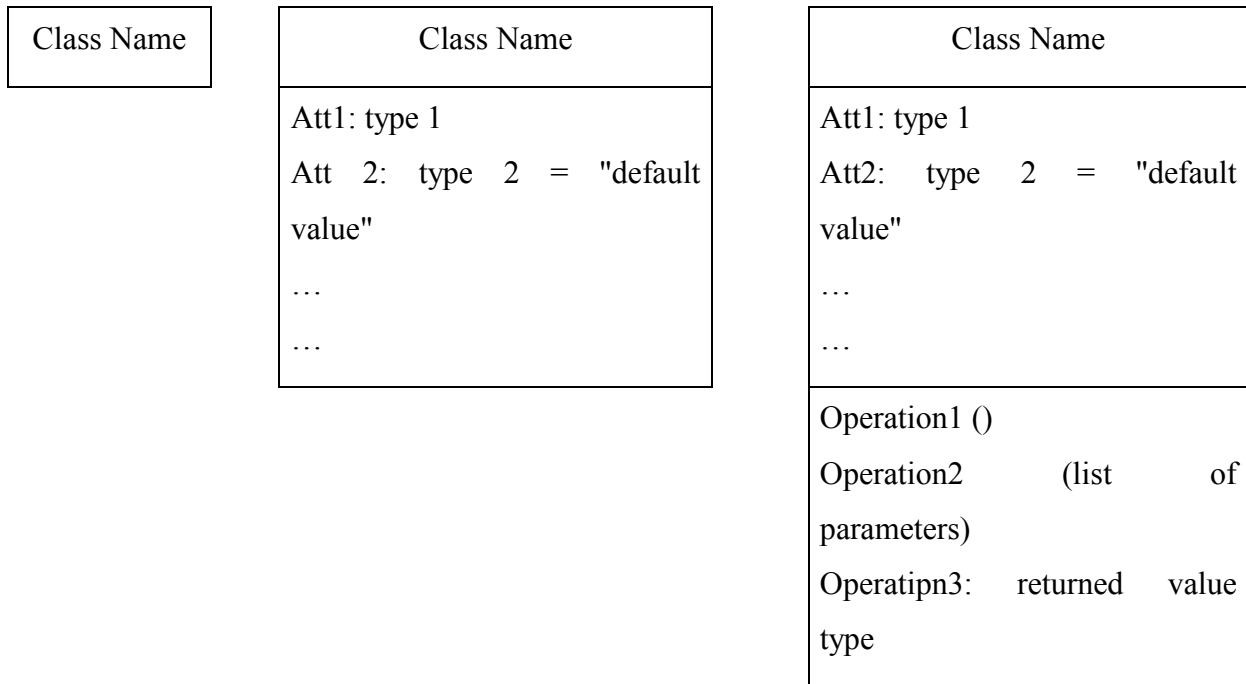 Class Name
Class Name
Att1: type 1
Att 2: type 2 = "default
value"
…
…
Class Name
Att1: type 1
Att2: type 2 = "default
value"
…
…
Operation1 ()
Operation2 (list of
parameters)
Operatipn3: returned value
type